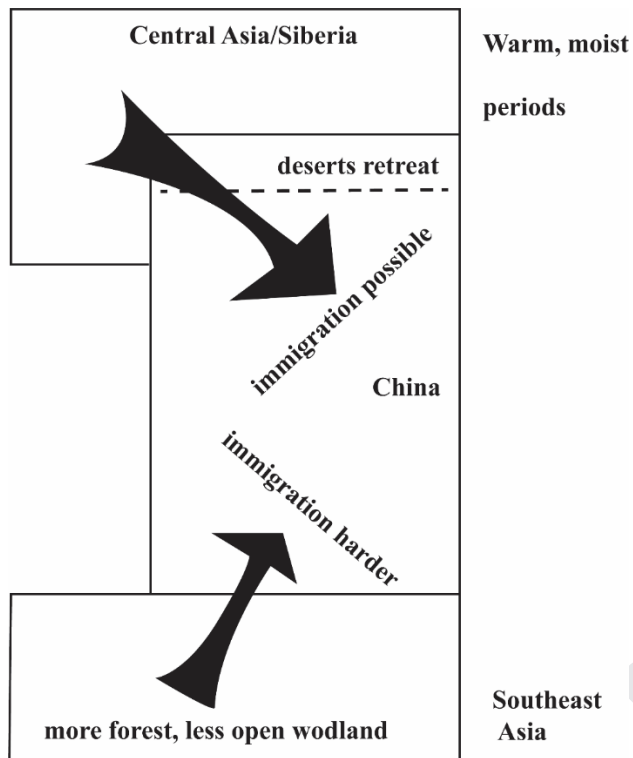 Central Asia/Siberia
Warm, moist
periods
deserts retreat
immigration possible
China
immigration harder
Southeast
Asia
more forest, less open wodland